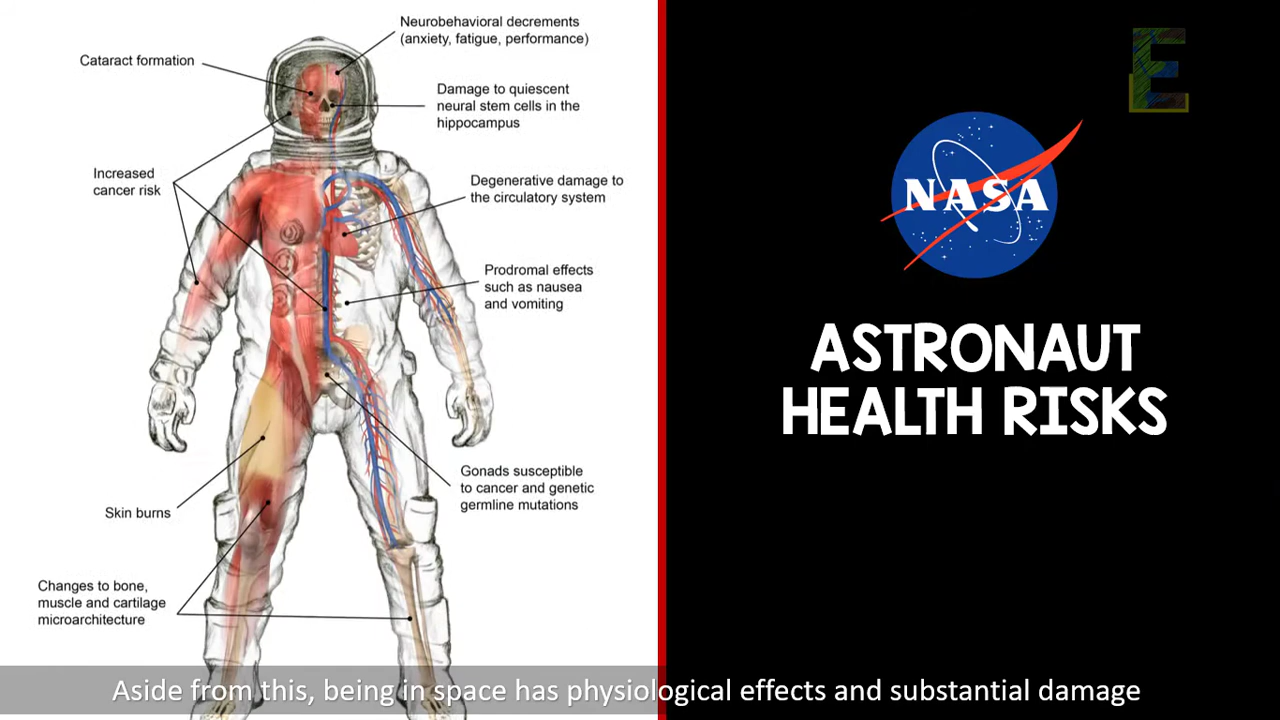 Neurobehavioral decrements
(anxiety, fatigue, performance)
Cataract formation
Damage to quiescent
neural stem cells in the
hippocampus
Increased
cancer risk
Degenerative damage to
the circulatory system
Prodromal effects
such as nausea
and vomiting
Gonads susceptible
to cancer and genetic
germline mutations
Skin burns
Changes to bone,
muscle and cartilage
microarchitecture
E
NASA
ASTRONAUT
HEALTH RISKS
Aside from this, being in space has physiological effects and substantial damage